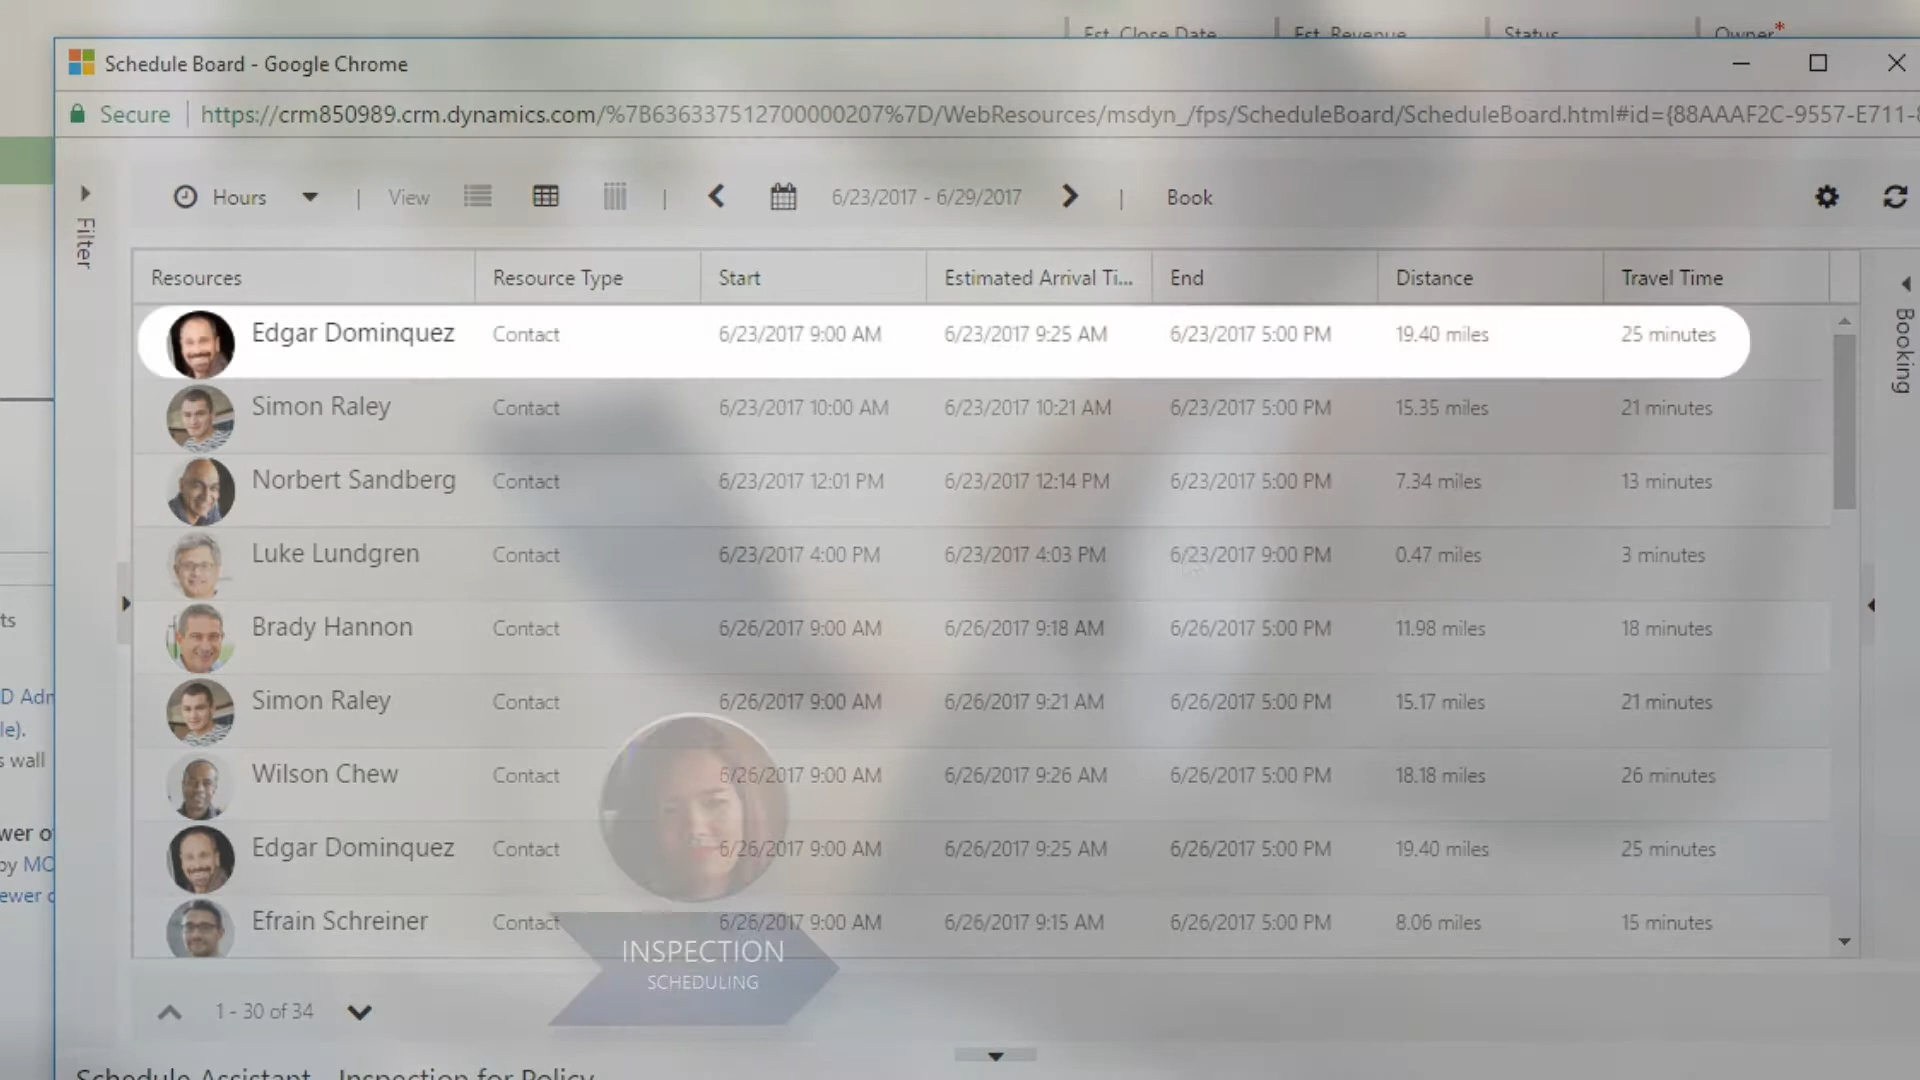 Est. Close Date Est. Revenue Status Owner*
Schedule Board - Google Chrome
Secure https://crm850989.crm.dynamics.com/%7B636337512700000207%7D/WebResources/msdyn_/fps/ScheduleBoard/ScheduleBoard.html#id={88AAAF2C-9557-E711-
Hours | View | 6/23/2017 - 6/29/2017 | Book
Filter
Resources Resource Type Start Estimated Arrival Ti... End Distance Travel Time
Booking
Edgar Dominquez Contact 6/23/2017 9:00 AM 6/23/2017 9:25 AM 6/23/2017 5:00 PM 19.40 miles 25 minutes
Simon Raley Contact 6/23/2017 10:00 AM 6/23/2017 10:21 AM 6/23/2017 5:00 PM 15.35 miles 21 minutes
Norbert Sandberg Contact 6/23/2017 12:01 PM 6/23/2017 12:14 PM 6/23/2017 5:00 PM 7.34 miles 13 minutes
Luke Lundgren Contact 6/23/2017 4:00 PM 6/23/2017 4:03 PM 6/23/2017 9:00 PM 0.47 miles 3 minutes
Brady Hannon Contact 6/26/2017 9:00 AM 6/26/2017 9:18 AM 6/26/2017 5:00 PM 11.98 miles 18 minutes
Simon Raley Contact 6/26/2017 9:00 AM 6/26/2017 9:21 AM 6/26/2017 5:00 PM 15.17 miles 21 minutes
Wilson Chew Contact 6/26/2017 9:00 AM 6/26/2017 9:26 AM 6/26/2017 5:00 PM 18.18 miles 26 minutes
Edgar Dominquez Contact 6/26/2017 9:00 AM 6/26/2017 9:25 AM 6/26/2017 5:00 PM 19.40 miles 25 minutes
Efrain Schreiner Contact 6/26/2017 9:00 AM 6/26/2017 9:15 AM 6/26/2017 5:00 PM 8.06 miles 15 minutes
ts
D Adr
le).
s wall
wer o
by MO
ewer c
INSPECTION
SCHEDULING
1 - 30 of 34
Schedule Assistant - Inspection for Policy